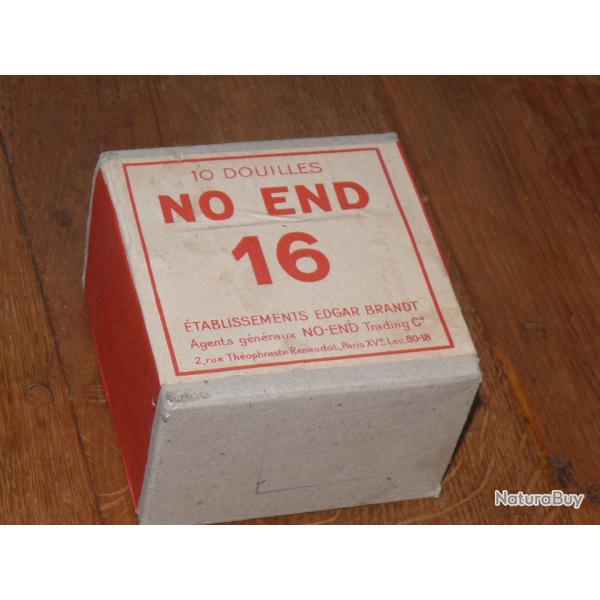 10 DOUILLES
NO END
16
ÉTABLISSEMENTS EDGAR BRANDT
Agents généraux NO-END Trading Cº
2, rue Théophraste Renaudot, Paris XVᵉ Lec. 80-18
NaturaBuy